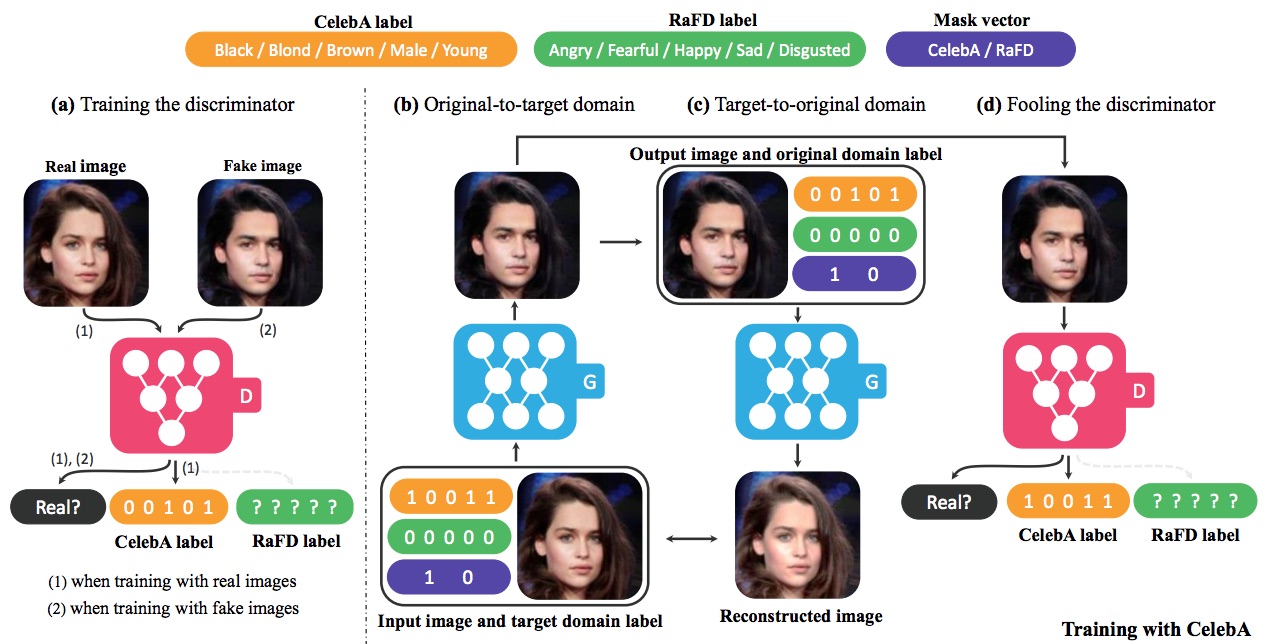 CelebA label
RaFD label
Mask vector
Black / Blond / Brown / Male / Young
Angry / Fearful / Happy / Sad / Disgusted
CelebA / RaFD
(a) Training the discriminator
(b) Original-to-target domain
(c) Target-to-original domain
(d) Fooling the discriminator
Real image
Fake image
(1)
(2)
D
(1), (2)
(1)
Real?
0 0 1 0 1
? ? ? ? ?
CelebA label
RaFD label
(1) when training with real images
(2) when training with fake images
G
1 0 0 1 1
0 0 0 0 0
1 0
Input image and target domain label
Output image and original domain label
0 0 1 0 1
0 0 0 0 0
1 0
G
Reconstructed image
D
Real?
1 0 0 1 1
? ? ? ? ?
CelebA label
RaFD label
Training with CelebA